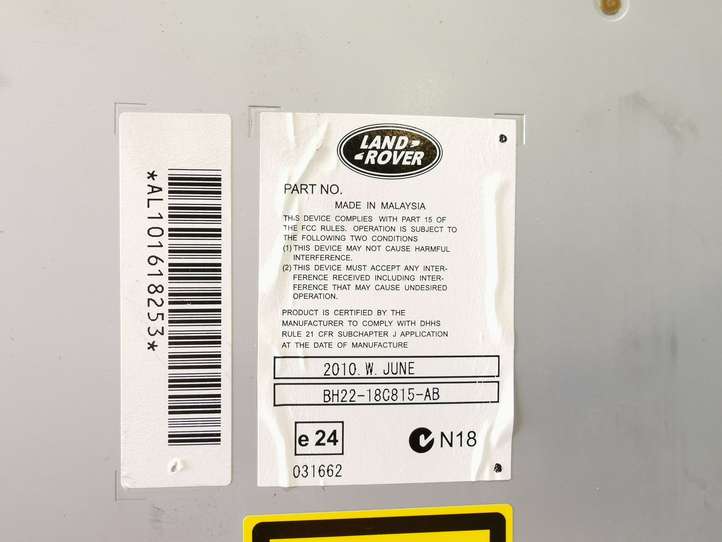 *AL101618253*
LAND
ROVER
PART NO.
MADE IN MALAYSIA
THIS DEVICE COMPLIES WITH PART 15 OF
THE FCC RULES. OPERATION IS SUBJECT TO
THE FOLLOWING TWO CONDITIONS
(1) THIS DEVICE MAY NOT CAUSE HARMFUL
INTERFERENCE.
(2) THIS DEVICE MUST ACCEPT ANY INTER-
FERENCE RECEIVED INCLUDING INTER-
FERENCE THAT MAY CAUSE UNDESIRED
OPERATION.
PRODUCT IS CERTIFIED BY THE
MANUFACTURER TO COMPLY WITH DHHS
RULE 21 CFR SUBCHAPTER J APPLICATION
AT THE DATE OF MANUFACTURE
2010. W. JUNE
BH22-18C815-AB
e 24
N18
031662